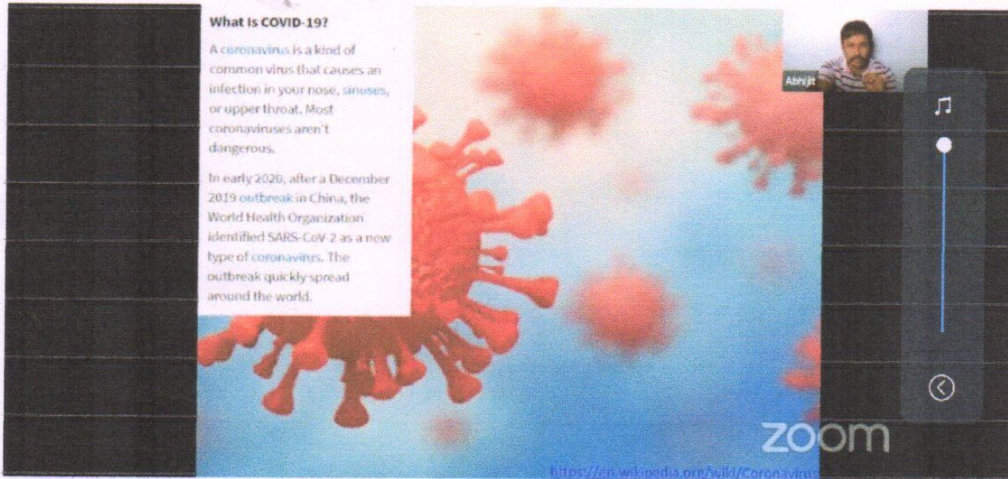 What Is COVID-19?
A coronavirus is a kind of
common virus that causes an
infection in your nose, sinuses,
or upper throat. Most
coronaviruses aren't
dangerous.
In early 2020, after a December
2019 outbreak in China, the
World Health Organization
identified SARS-CoV-2 as a new
type of coronavirus. The
outbreak quickly spread
around the world.
Abhijit
zoom
https://en.wikipedia.org/wiki/Coronavirus